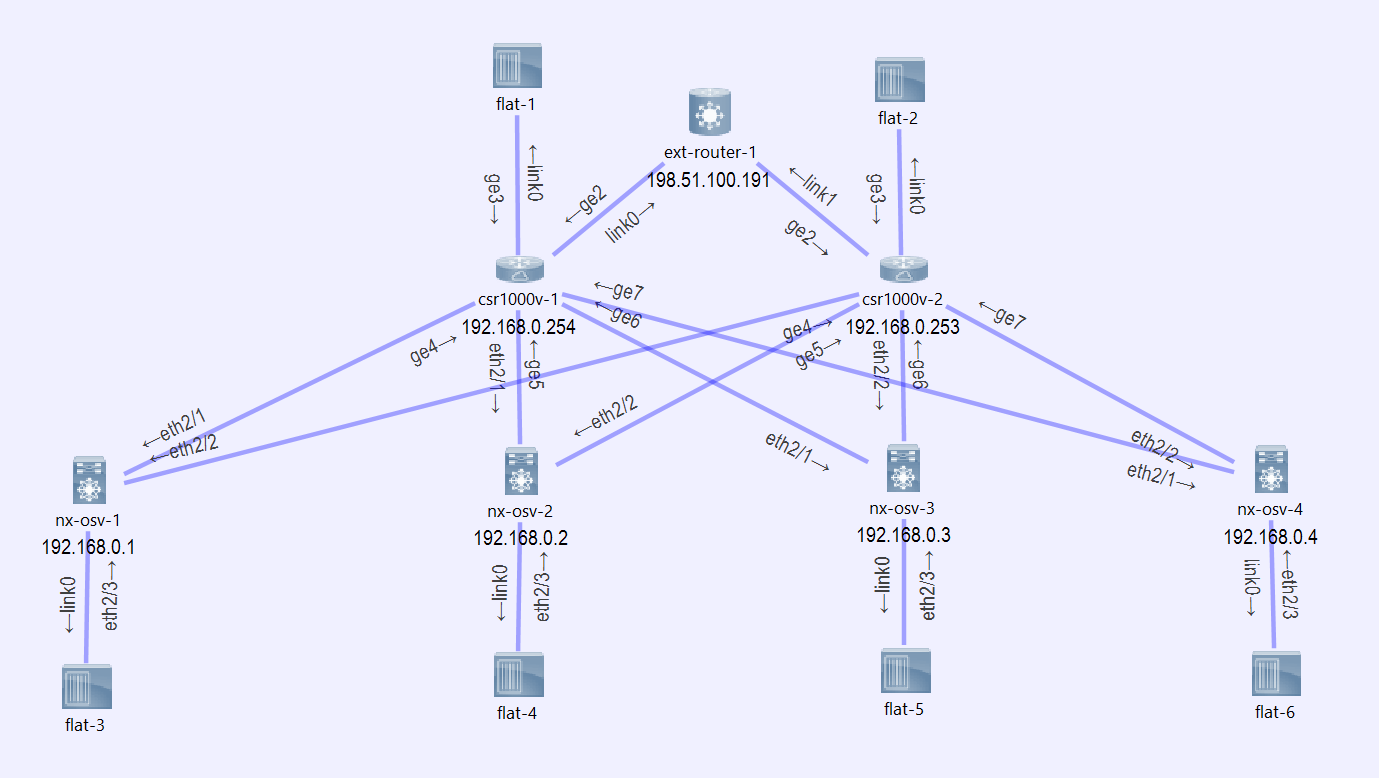 flat-1
flat-2
ext-router-1
198.51.100.191
←link0
ge3→
←ge2
link0→
←link1
ge2→
ge3→
←link0
csr1000v-1
192.168.0.254
csr1000v-2
192.168.0.253
←ge7
←ge6
←ge7
ge4→
ge4→
ge5→
eth2/1→
←ge5
eth2/2→
←ge6
←eth2/1
←eth2/2
←eth2/2
eth2/1→
eth2/2→
eth2/1→
nx-osv-1
192.168.0.1
nx-osv-2
192.168.0.2
nx-osv-3
192.168.0.3
nx-osv-4
192.168.0.4
←link0
eth2/3→
←link0
eth2/3→
←link0
eth2/3→
link0→
←eth2/3
flat-3
flat-4
flat-5
flat-6